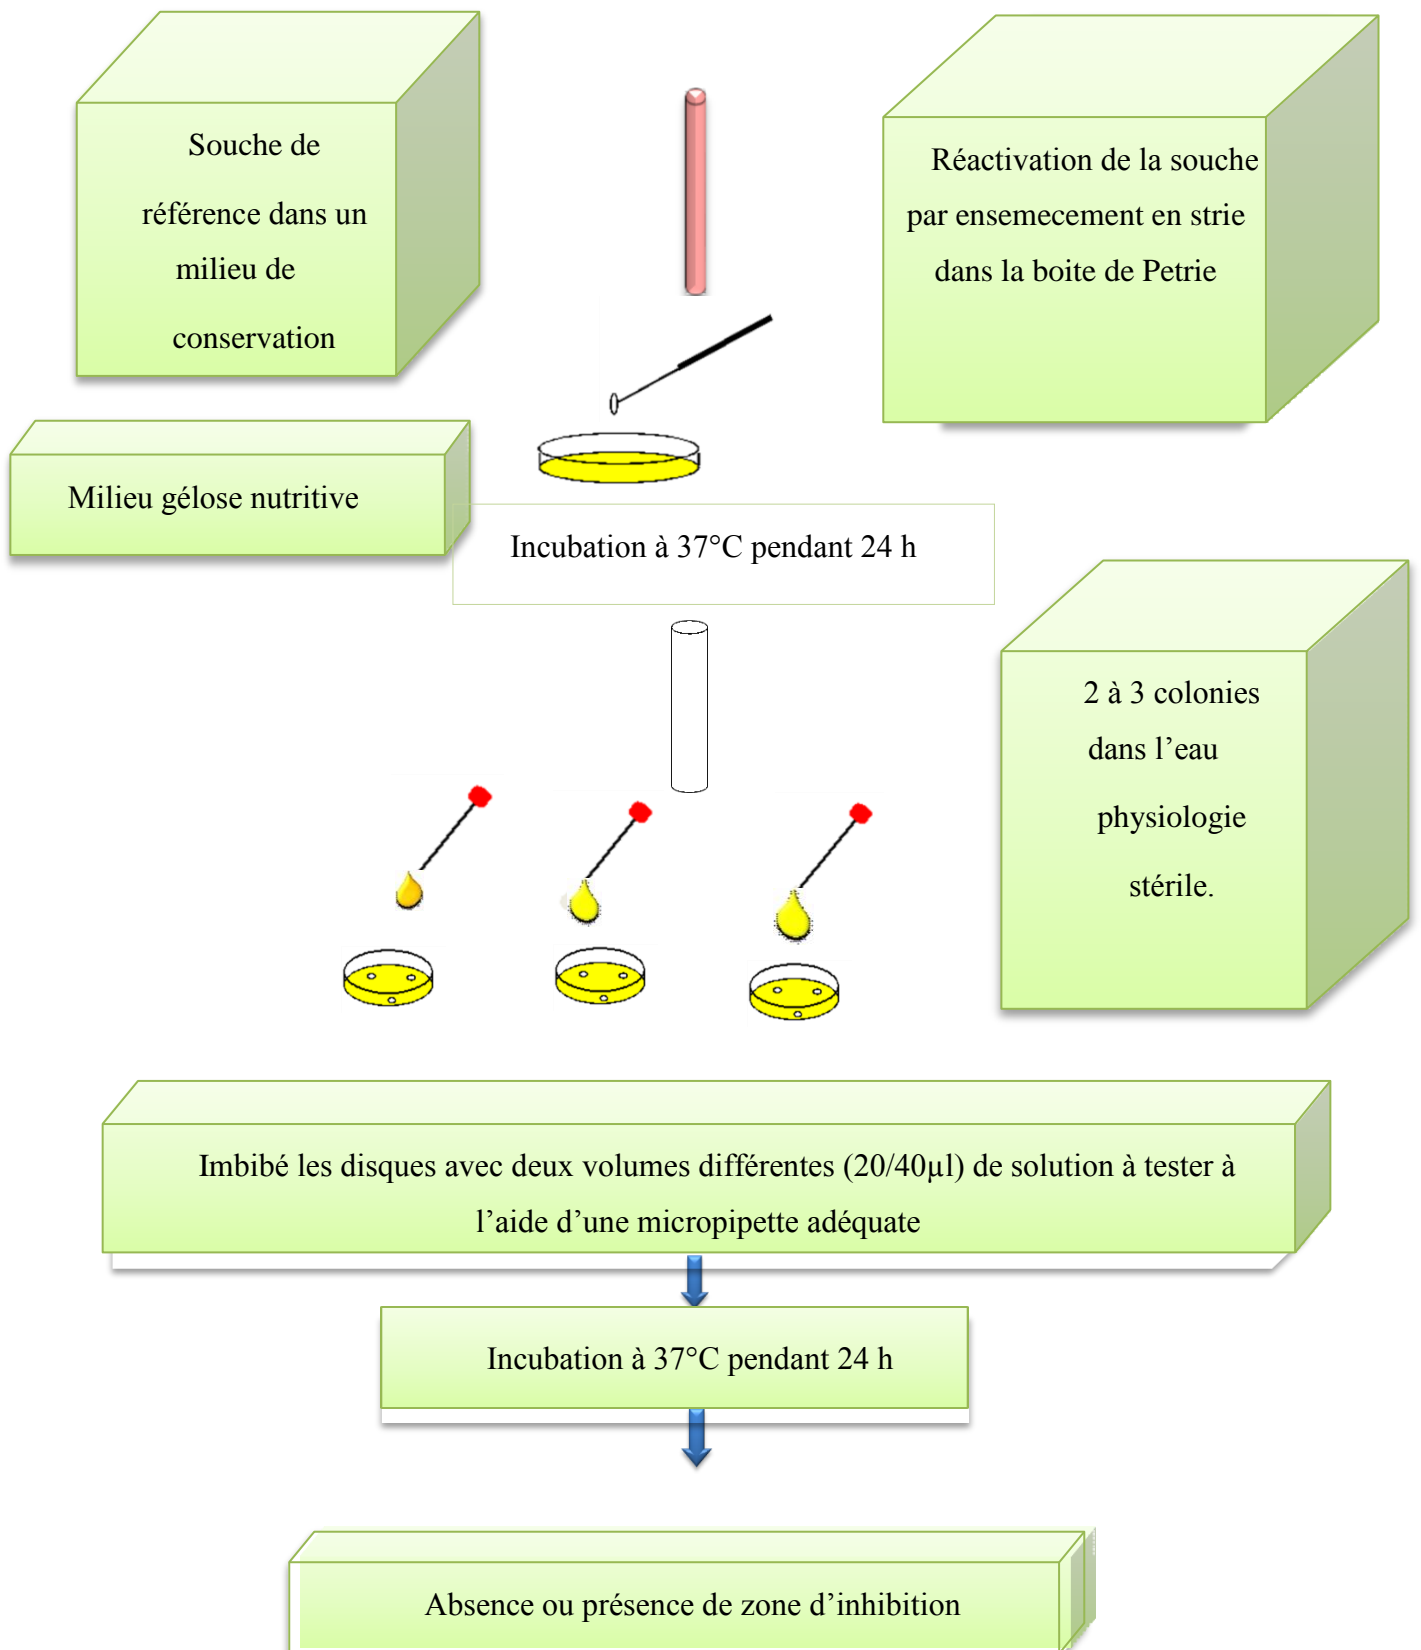 Souche de
référence dans un
milieu de
conservation
Réactivation de la souche
par ensemecement en strie
dans la boite de Petrie
Milieu gélose nutritive
Incubation à 37°C pendant 24 h
2 à 3 colonies
dans l’eau
physiologie
stérile.
Imbibé les disques avec deux volumes différentes (20/40µl) de solution à tester à
l’aide d’une micropipette adéquate
Incubation à 37°C pendant 24 h
Absence ou présence de zone d’inhibition